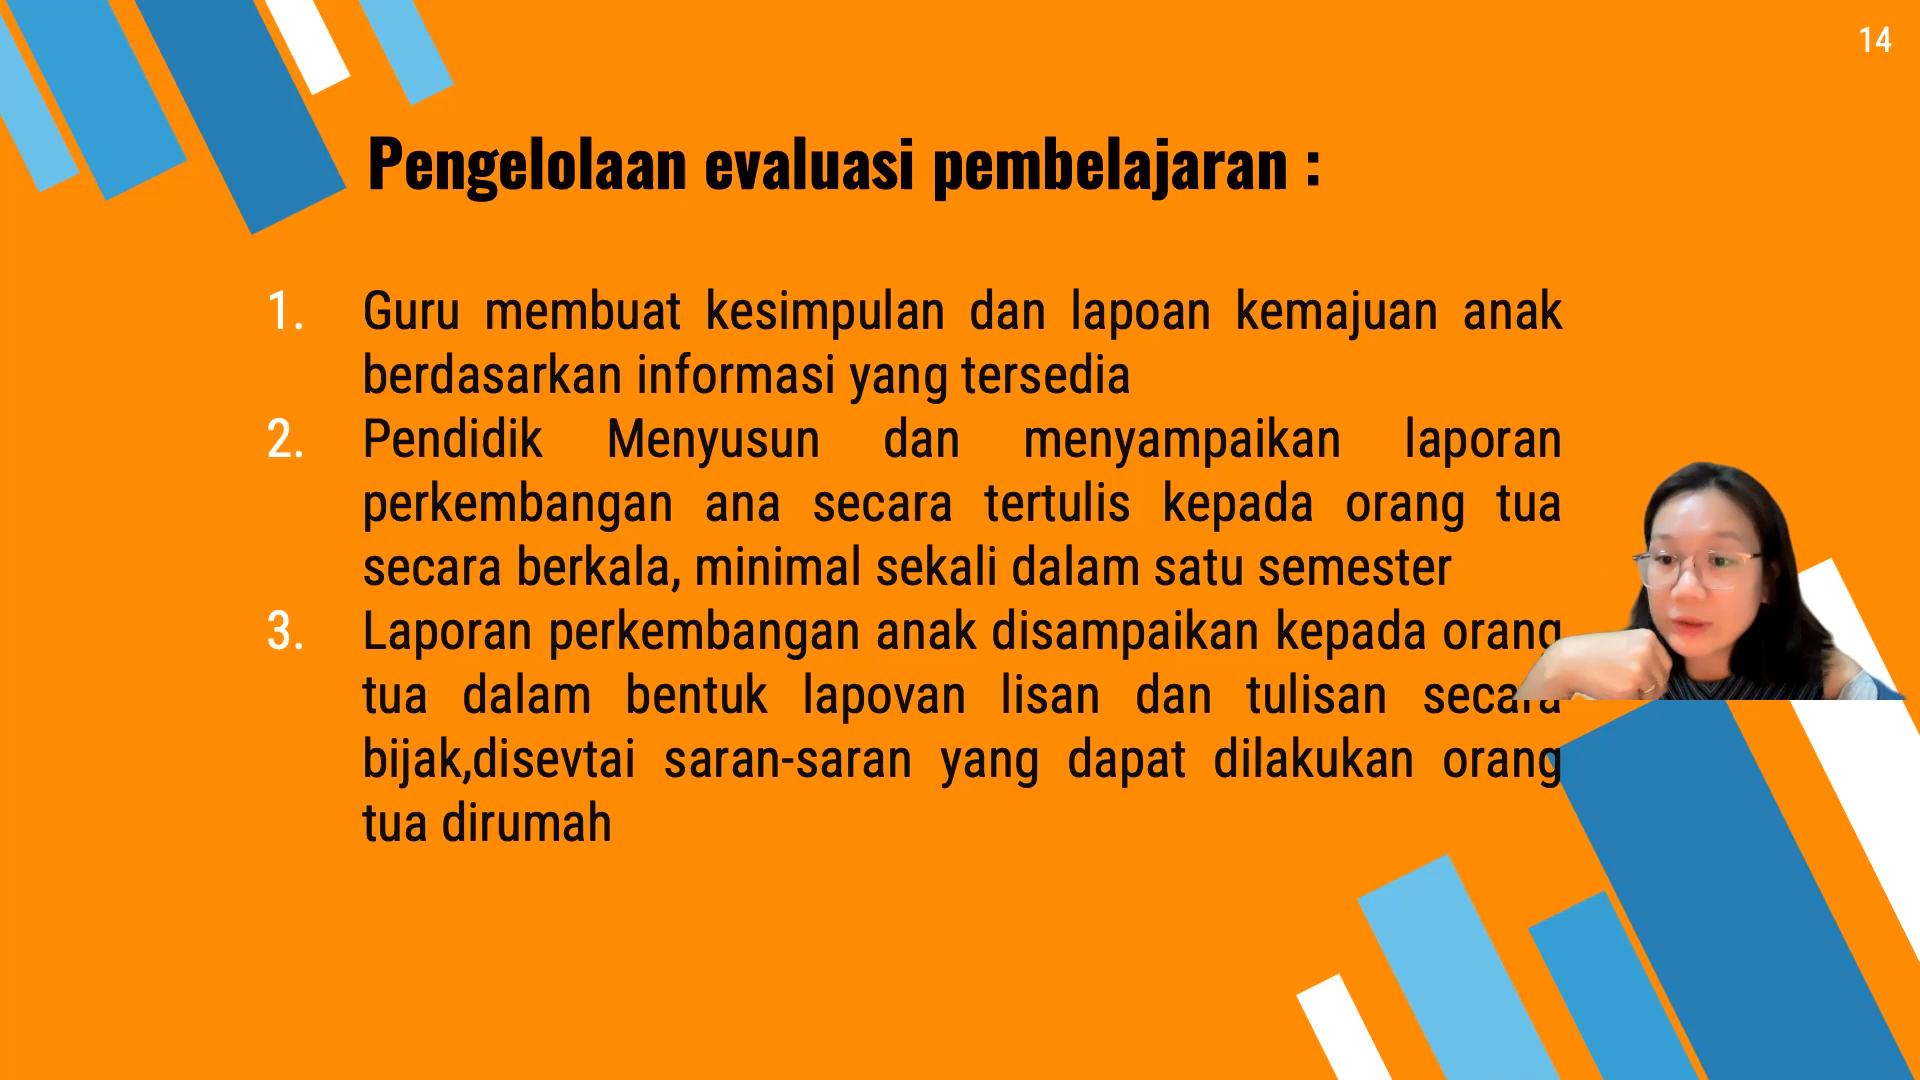 14
Pengelolaan evaluasi pembelajaran :
1. Guru membuat kesimpulan dan lapoan kemajuan anak
berdasarkan informasi yang tersedia
2. Pendidik Menyusun dan menyampaikan laporan
perkembangan ana secara tertulis kepada orang tua
secara berkala, minimal sekali dalam satu semester
3. Laporan perkembangan anak disampaikan kepada orang
tua dalam bentuk lapovan lisan dan tulisan secara
bijak,disevtai saran-saran yang dapat dilakukan orang
tua dirumah